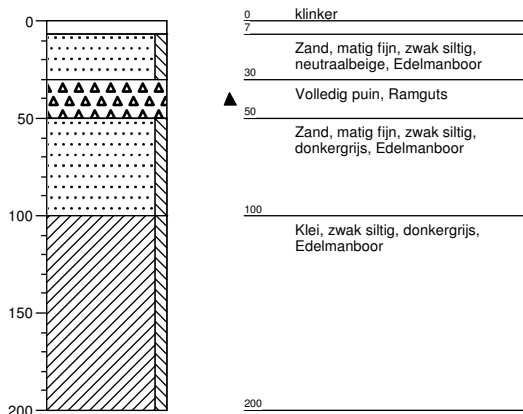 0
50
100
150
200
0
klinker
7
Zand, matig fijn, zwak siltig,
neutraalbeige, Edelmanboor
30
Volledig puin, Ramguts
50
Zand, matig fijn, zwak siltig,
donkergrijs, Edelmanboor
100
Klei, zwak siltig, donkergrijs,
Edelmanboor
200